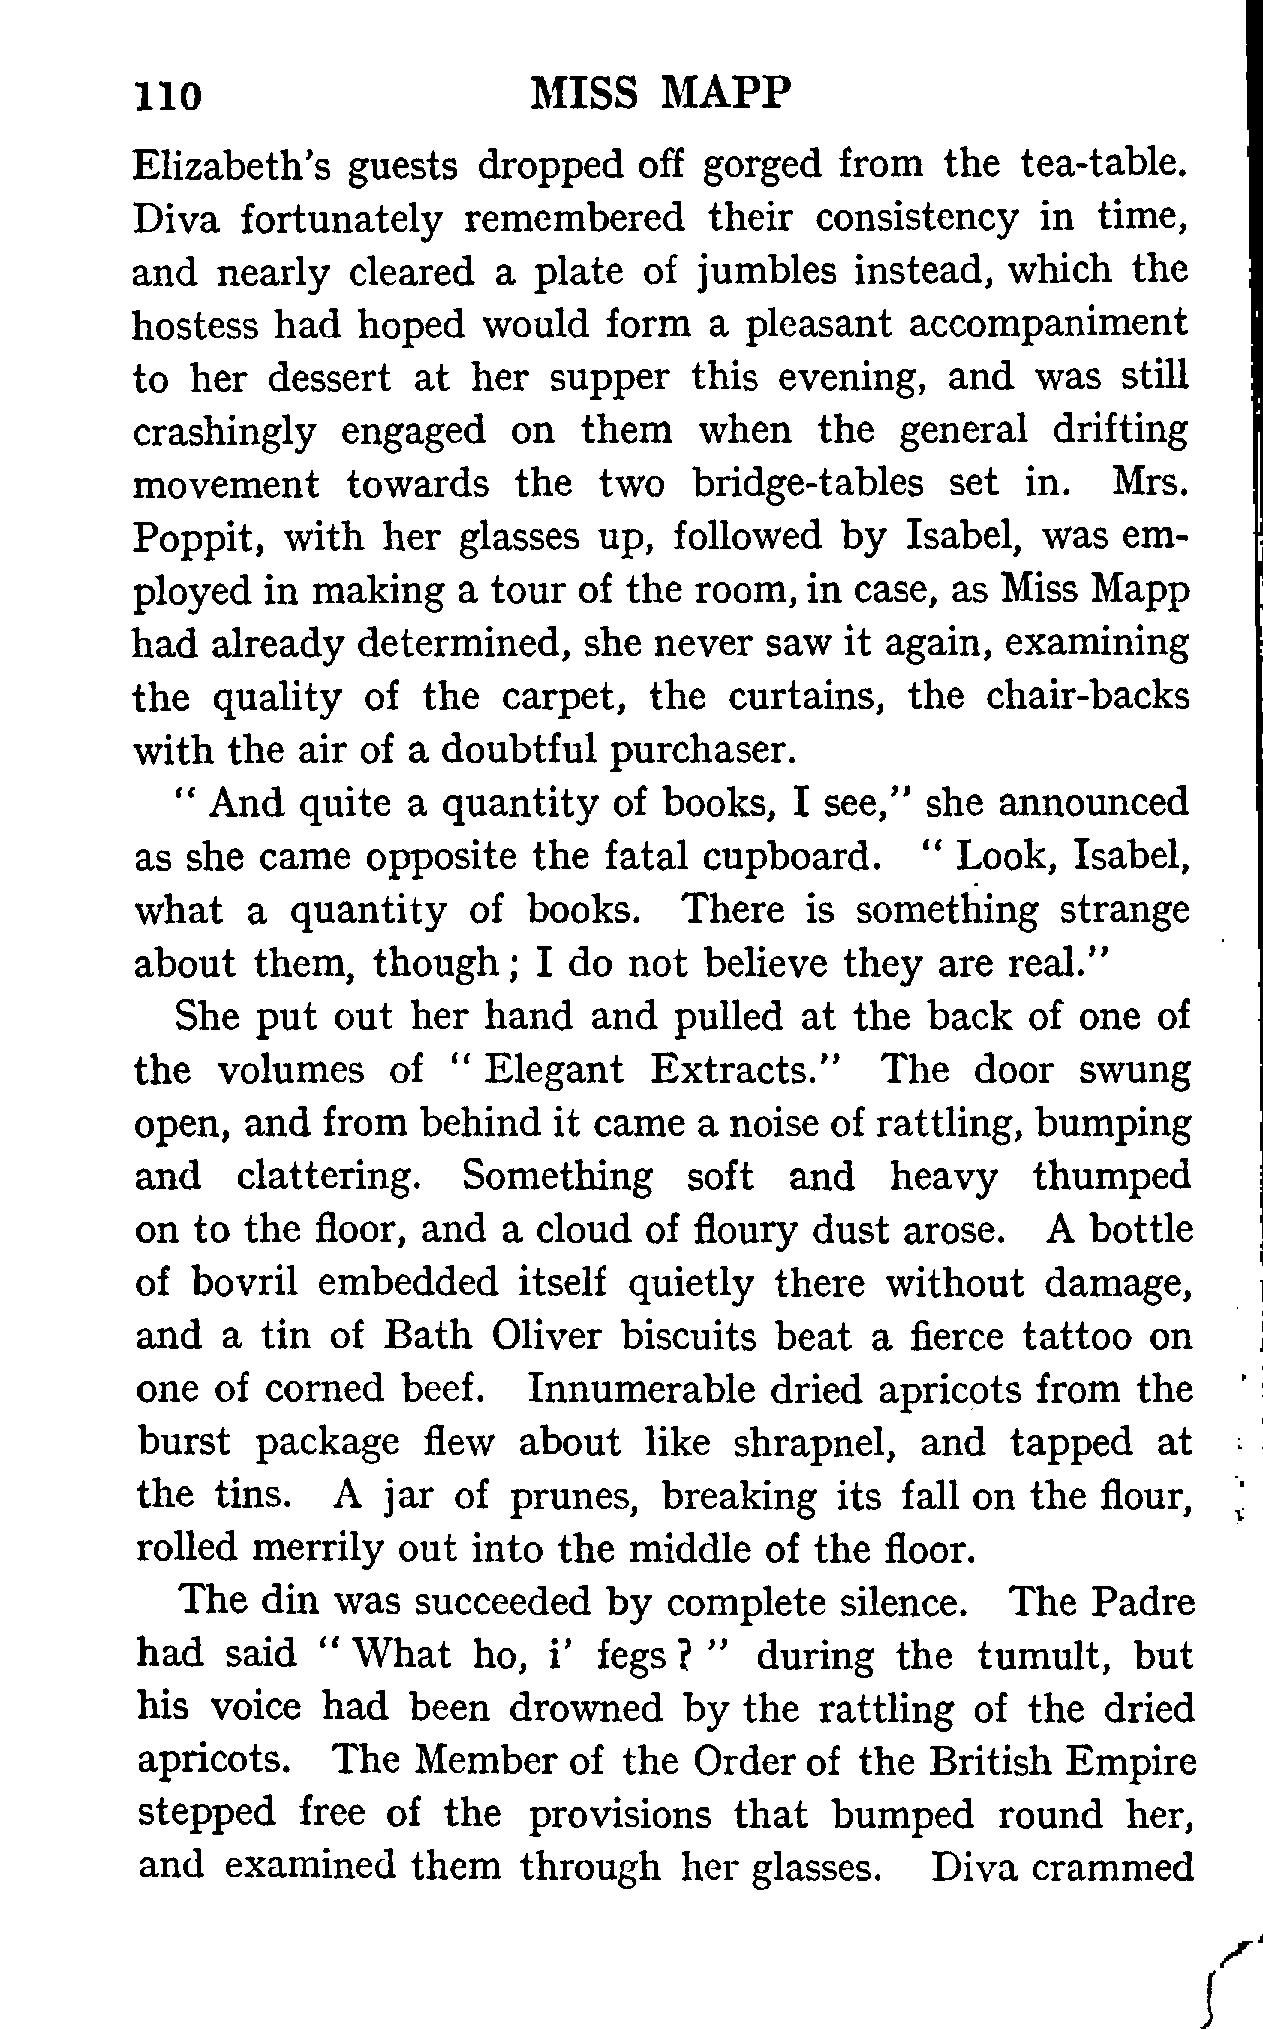 110 MISS MAPP
Elizabeth's guests dropped off gorged from the tea-table.
Diva fortunately remembered their consistency in time,
and nearly cleared a plate of jumbles instead, which the
hostess had hoped would form a pleasant accompaniment
to her dessert at her supper this evening, and was still
crashingly engaged on them when the general drifting
movement towards the two bridge-tables set in. Mrs.
Poppit, with her glasses up, followed by Isabel, was em-
ployed in making a tour of the room, in case, as Miss Mapp
had already determined, she never saw it again, examining
the quality of the carpet, the curtains, the chair-backs
with the air of a doubtful purchaser.
" And quite a quantity of books, I see," she announced
as she came opposite the fatal cupboard. " Look, Isabel,
what a quantity of books. There is something strange
about them, though ; I do not believe they are real."
She put out her hand and pulled at the back of one of
the volumes of " Elegant Extracts." The door swung
open, and from behind it came a noise of rattling, bumping
and clattering. Something soft and heavy thumped
on to the floor, and a cloud of floury dust arose. A bottle
of bovril embedded itself quietly there without damage,
and a tin of Bath Oliver biscuits beat a fierce tattoo on
one of corned beef. Innumerable dried apricots from the
burst package flew about like shrapnel, and tapped at
the tins. A jar of prunes, breaking its fall on the flour,
rolled merrily out into the middle of the floor.
The din was succeeded by complete silence. The Padre
had said " What ho, i' fegs ? " during the tumult, but
his voice had been drowned by the rattling of the dried
apricots. The Member of the Order of the British Empire
stepped free of the provisions that bumped round her,
and examined them through her glasses. Diva crammed